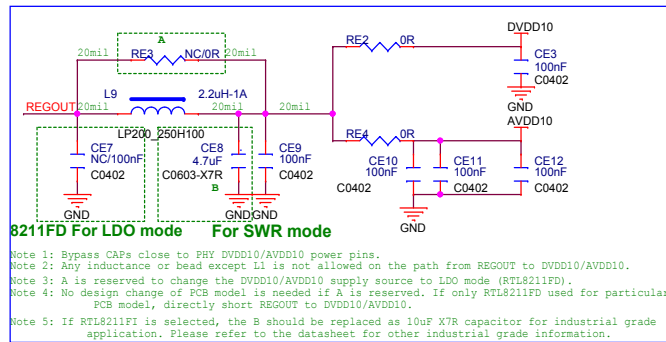 A
DVDD10
20mil
RE3
NC/0R
20mil
RE2
0R
CE3
100nF
C0402
GND
L9
2.2uH-1A
REGOUT
20mil
20mil
20mil
LP200_250H100
AVDD10
RE4
0R
CE7
NC/100nF
C0402
GND
CE8
4.7uF
C0603-X7R
B
GND
CE9
100nF
C0402
GND
CE10
100nF
C0402
CE11
100nF
C0402
CE12
100nF
C0402
GND
8211FD For LDO mode
For SWR mode
Note 1: Bypass CAPs close to PHY DVDD10/AVDD10 power pins.
Note 2: Any inductance or bead except L1 is not allowed on the path from REGOUT to DVDD10/AVDD10.
Note 3: A is reserved to change the DVDD10/AVDD10 supply source to LDO mode (RTL8211FD).
Note 4: No design change of PCB model is needed if A is reserved. If only RTL8211FD used for particular
PCB model, directly short REGOUT to DVDD10/AVDD10.
Note 5: If RTL8211FI is selected, the B should be replaced as 10uF X7R capacitor for industrial grade
application. Please refer to the datasheet for other industrial grade information.